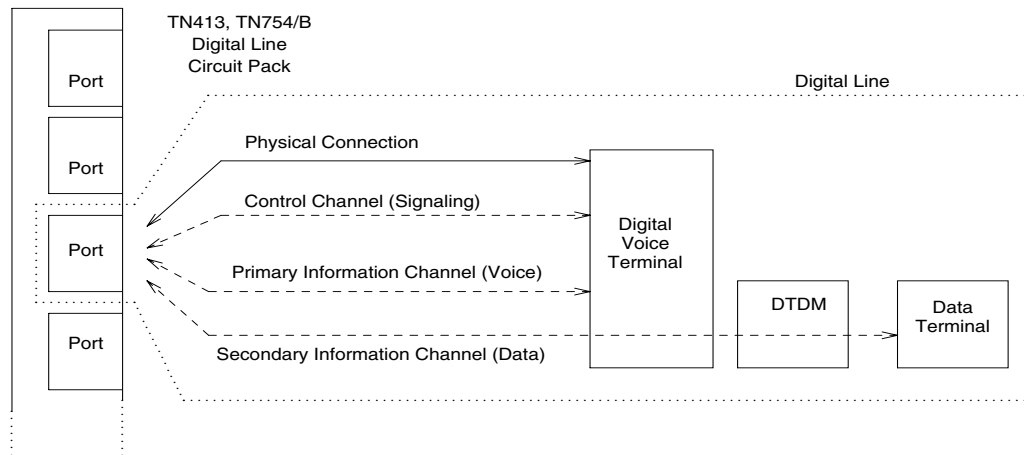 TN413, TN754/B
Digital Line
Circuit Pack
Port
Digital Line
Physical Connection
Port
Control Channel (Signaling)
Digital
Voice
Terminal
Port
Primary Information Channel (Voice)
DTDM
Data
Terminal
Port
Secondary Information Channel (Data)